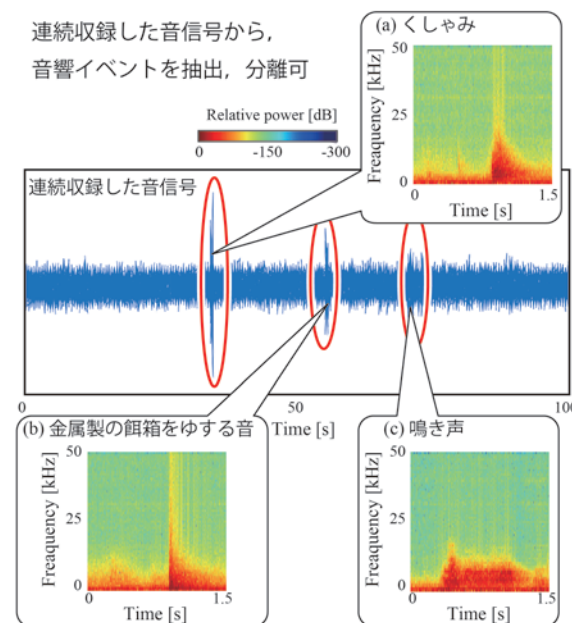 連続収録した音信号から，
音響イベントを抽出，分離可
Relative power [dB]
0 -150 -300
(a) くしゃみ
50
25
0
Freaquency [kHz]
0 1.5
Time [s]
連続収録した音信号
0 50 100
Time [s]
(b) 金属製の餌箱をゆする音
50
25
0
Freaquency [kHz]
0 1.5
Time [s]
(c) 鳴き声
50
25
0
Freaquency [kHz]
0 1.5
Time [s]